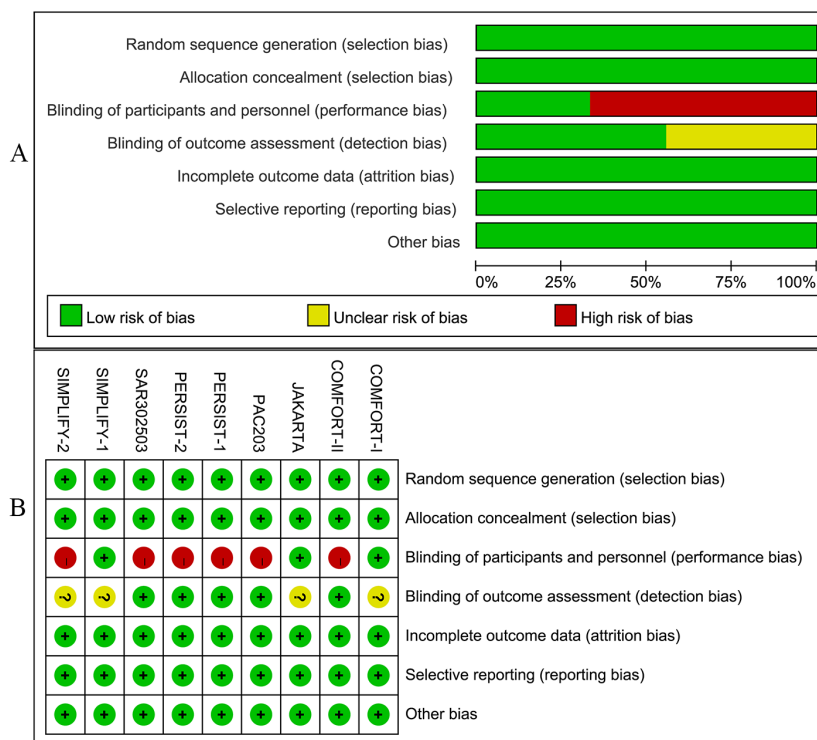 A
Random sequence generation (selection bias)
Allocation concealment (selection bias)
Blinding of participants and personnel (performance bias)
Blinding of outcome assessment (detection bias)
Incomplete outcome data (attrition bias)
Selective reporting (reporting bias)
Other bias
0% 25% 50% 75% 100%
Low risk of bias Unclear risk of bias High risk of bias
B
SIMPLIFY-2 SIMPLIFY-1 SAR302503 PERSIST-2 PERSIST-1 PAC203 JAKARTA COMFORT-II COMFORT-I
+ + + + + + + + + Random sequence generation (selection bias)
+ + + + + + + + + Allocation concealment (selection bias)
– + – – – – + – + Blinding of participants and personnel (performance bias)
? ? + + + + ? + ? Blinding of outcome assessment (detection bias)
+ + + + + + + + + Incomplete outcome data (attrition bias)
+ + + + + + + + + Selective reporting (reporting bias)
+ + + + + + + + + Other bias